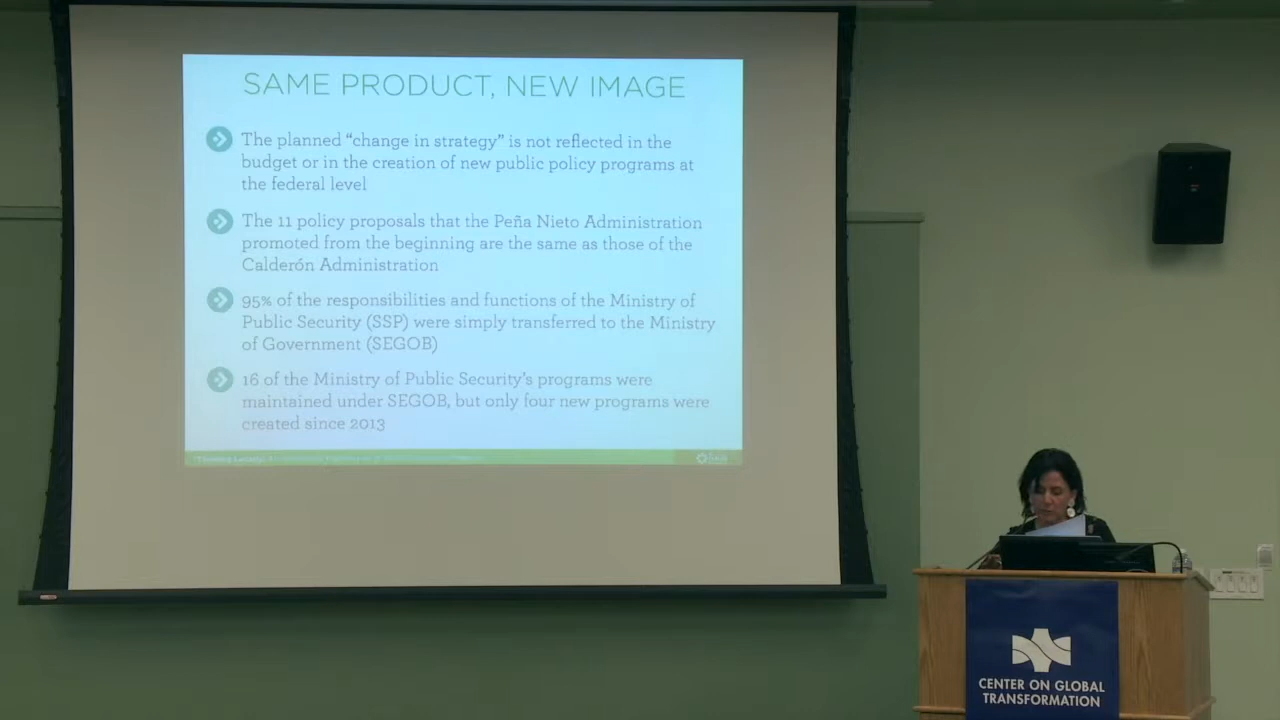 SAME PRODUCT, NEW IMAGE
The planned “change in strategy” is not reflected in the
budget or in the creation of new public policy programs at
the federal level
The 11 policy proposals that the Peña Nieto Administration
promoted from the beginning are the same as those of the
Calderón Administration
95% of the responsibilities and functions of the Ministry of
Public Security (SSP) were simply transferred to the Ministry
of Government (SEGOB)
16 of the Ministry of Public Security’s programs were
maintained under SEGOB, but only four new programs were
created since 2013
CENTER ON GLOBAL
TRANSFORMATION